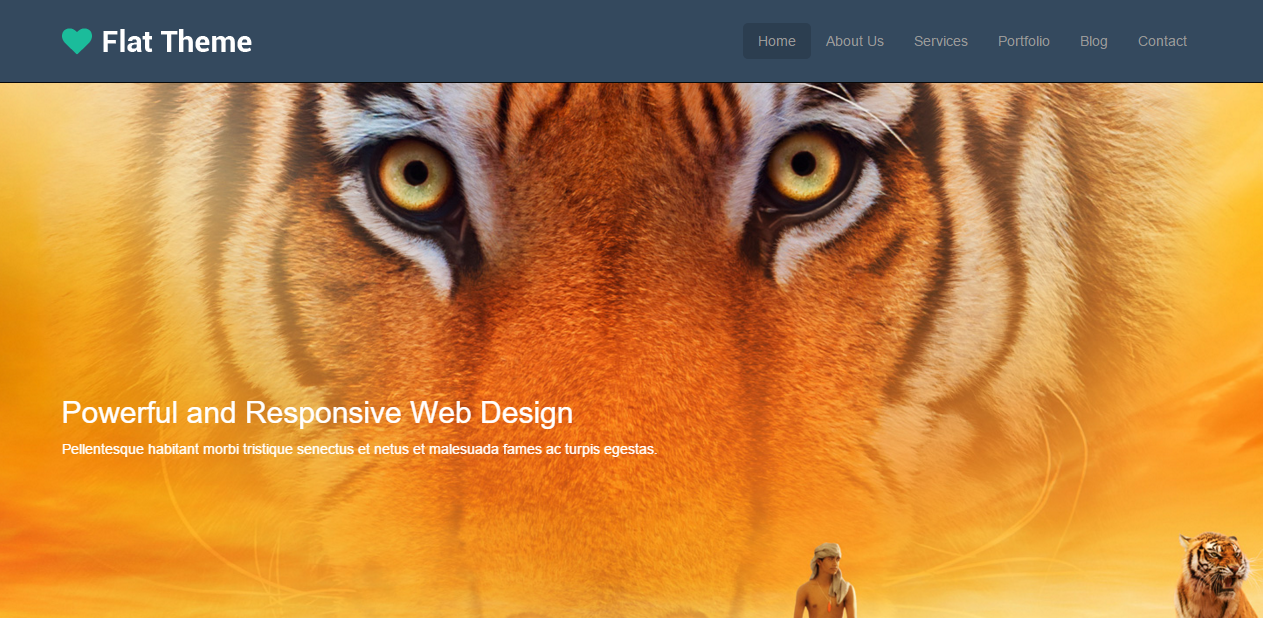 Flat Theme
Home About Us Services Portfolio Blog Contact
Powerful and Responsive Web Design
Pellentesque habitant morbi tristique senectus et netus et malesuada fames ac turpis egestas.